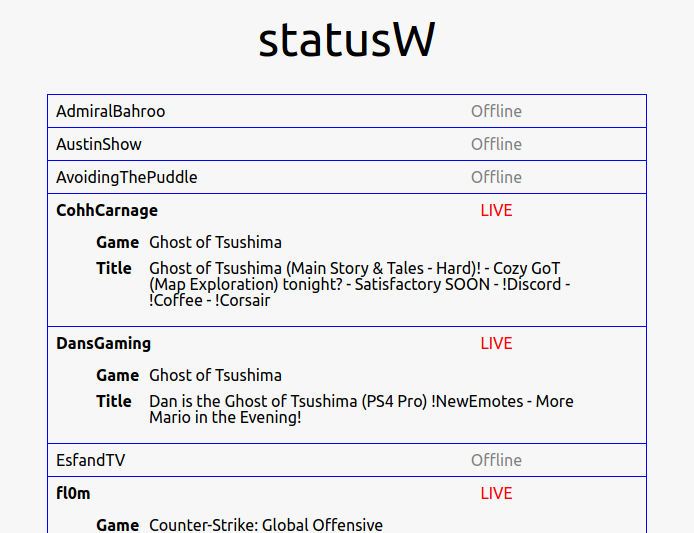 statusW
AdmiralBahroo Offline
AustinShow Offline
AvoidingThePuddle Offline
CohhCarnage LIVE
Game Ghost of Tsushima
Title Ghost of Tsushima (Main Story & Tales - Hard)! - Cozy GoT
(Map Exploration) tonight? - Satisfactory SOON - !Discord -
!Coffee - !Corsair
DansGaming LIVE
Game Ghost of Tsushima
Title Dan is the Ghost of Tsushima (PS4 Pro) !NewEmotes - More
Mario in the Evening!
EsfandTV Offline
fl0m LIVE
Game Counter-Strike: Global Offensive